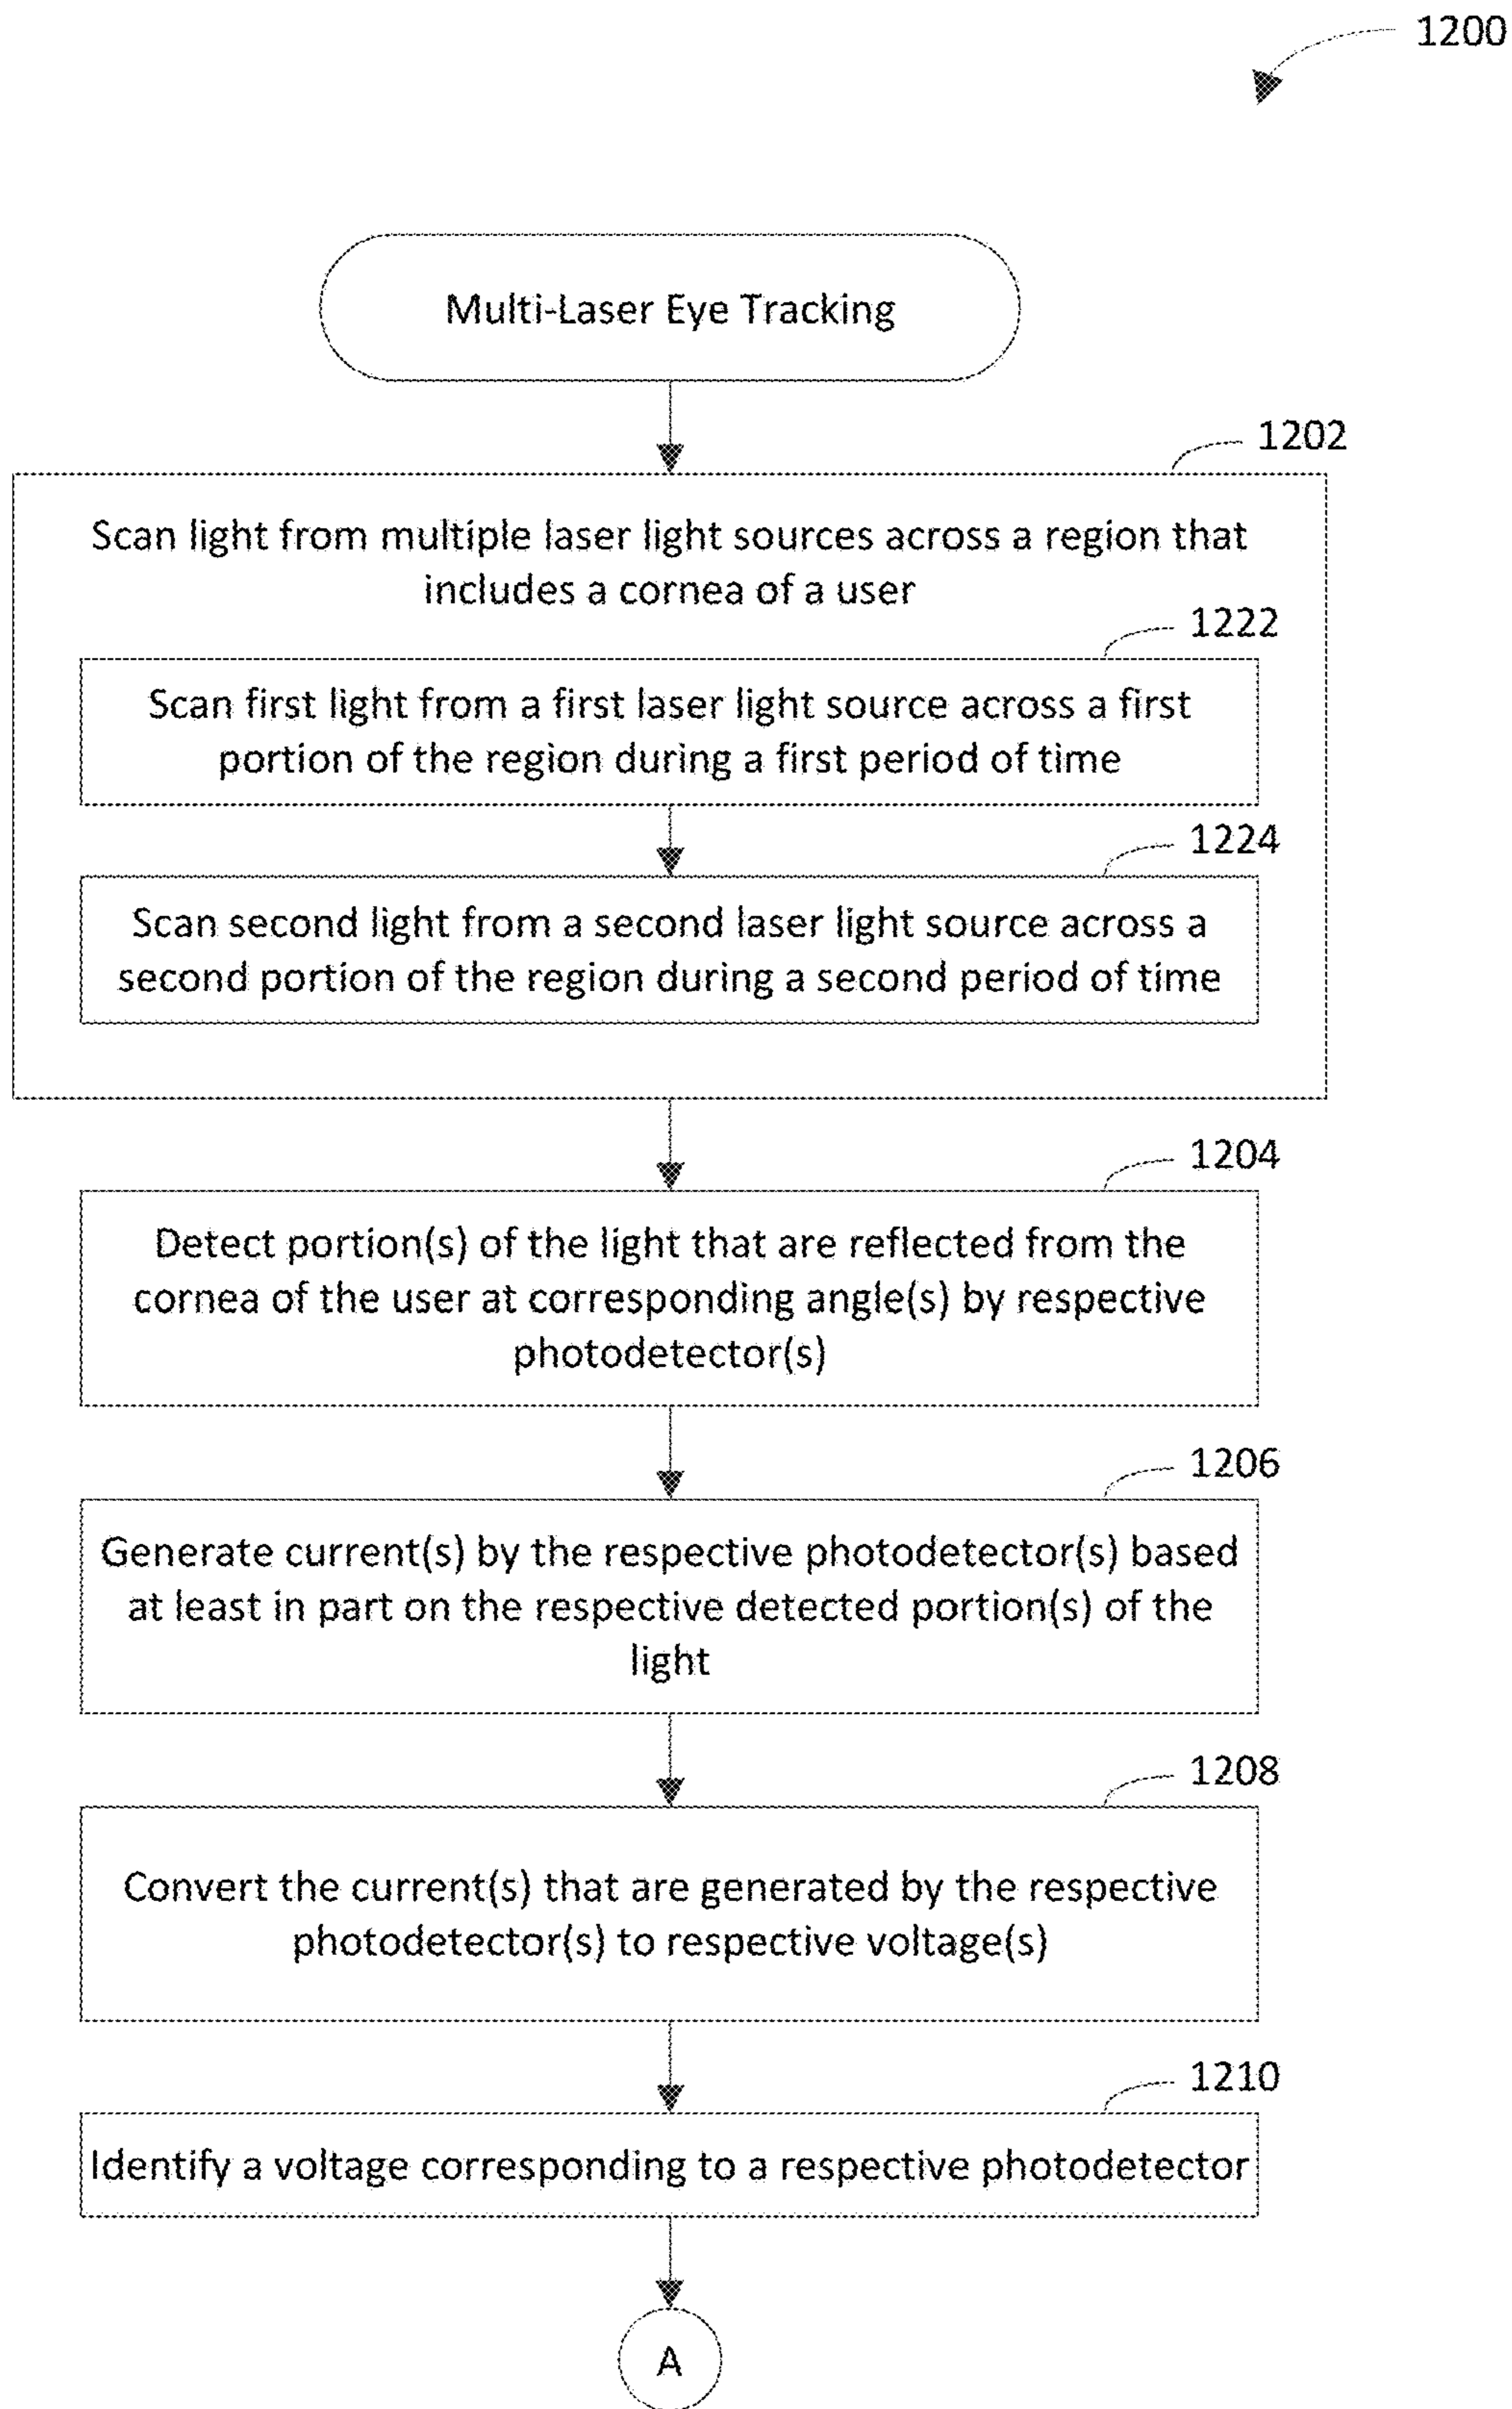 1200
Multi-Laser Eye Tracking
1202
Scan light from multiple laser light sources across a region that
includes a cornea of a user
1222
Scan first light from a first laser light source across a first
portion of the region during a first period of time
1224
Scan second light from a second laser light source across a
second portion of the region during a second period of time
1204
Detect portion(s) of the light that are reflected from the
cornea of the user at corresponding angle(s) by respective
photodetector(s)
1206
Generate current(s) by the respective photodetector(s) based
at least in part on the respective detected portion(s) of the
light
1208
Convert the current(s) that are generated by the respective
photodetector(s) to respective voltage(s)
1210
Identify a voltage corresponding to a respective photodetector
A